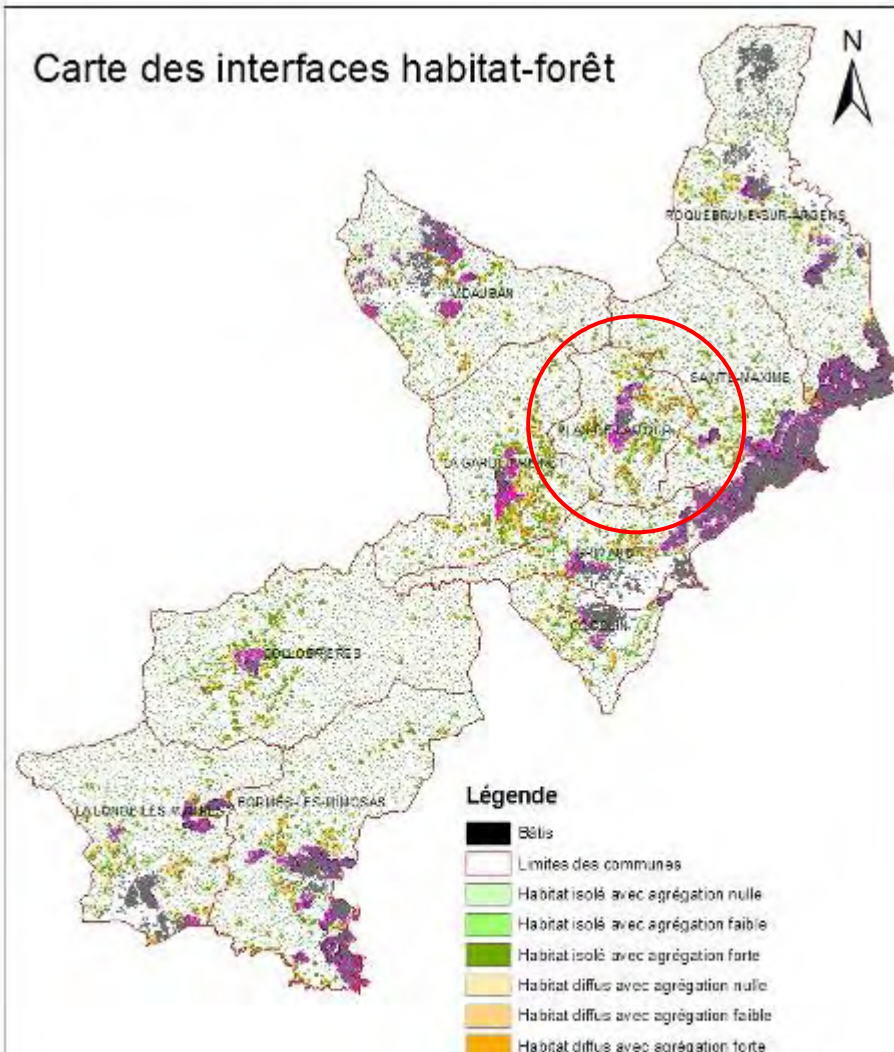 Carte des interfaces habitat-forêt
N
ROQUEBRUNE-SUR-ARGENS
VIDAUBAN
SAINTE-MAXIME
PLAN-DE-LA-TOUR
LA GARDE-FREINET
GRIMAUD
COGOLIN
COLLOBRIERES
LA LONDE-LES-MAURES
BORMES-LES-MIMOSAS
Légende
Bâtis
Limites des communes
Habitat isolé avec agrégation nulle
Habitat isolé avec agrégation faible
Habitat isolé avec agrégation forte
Habitat diffus avec agrégation nulle
Habitat diffus avec agrégation faible
Habitat diffus avec agrégation forte